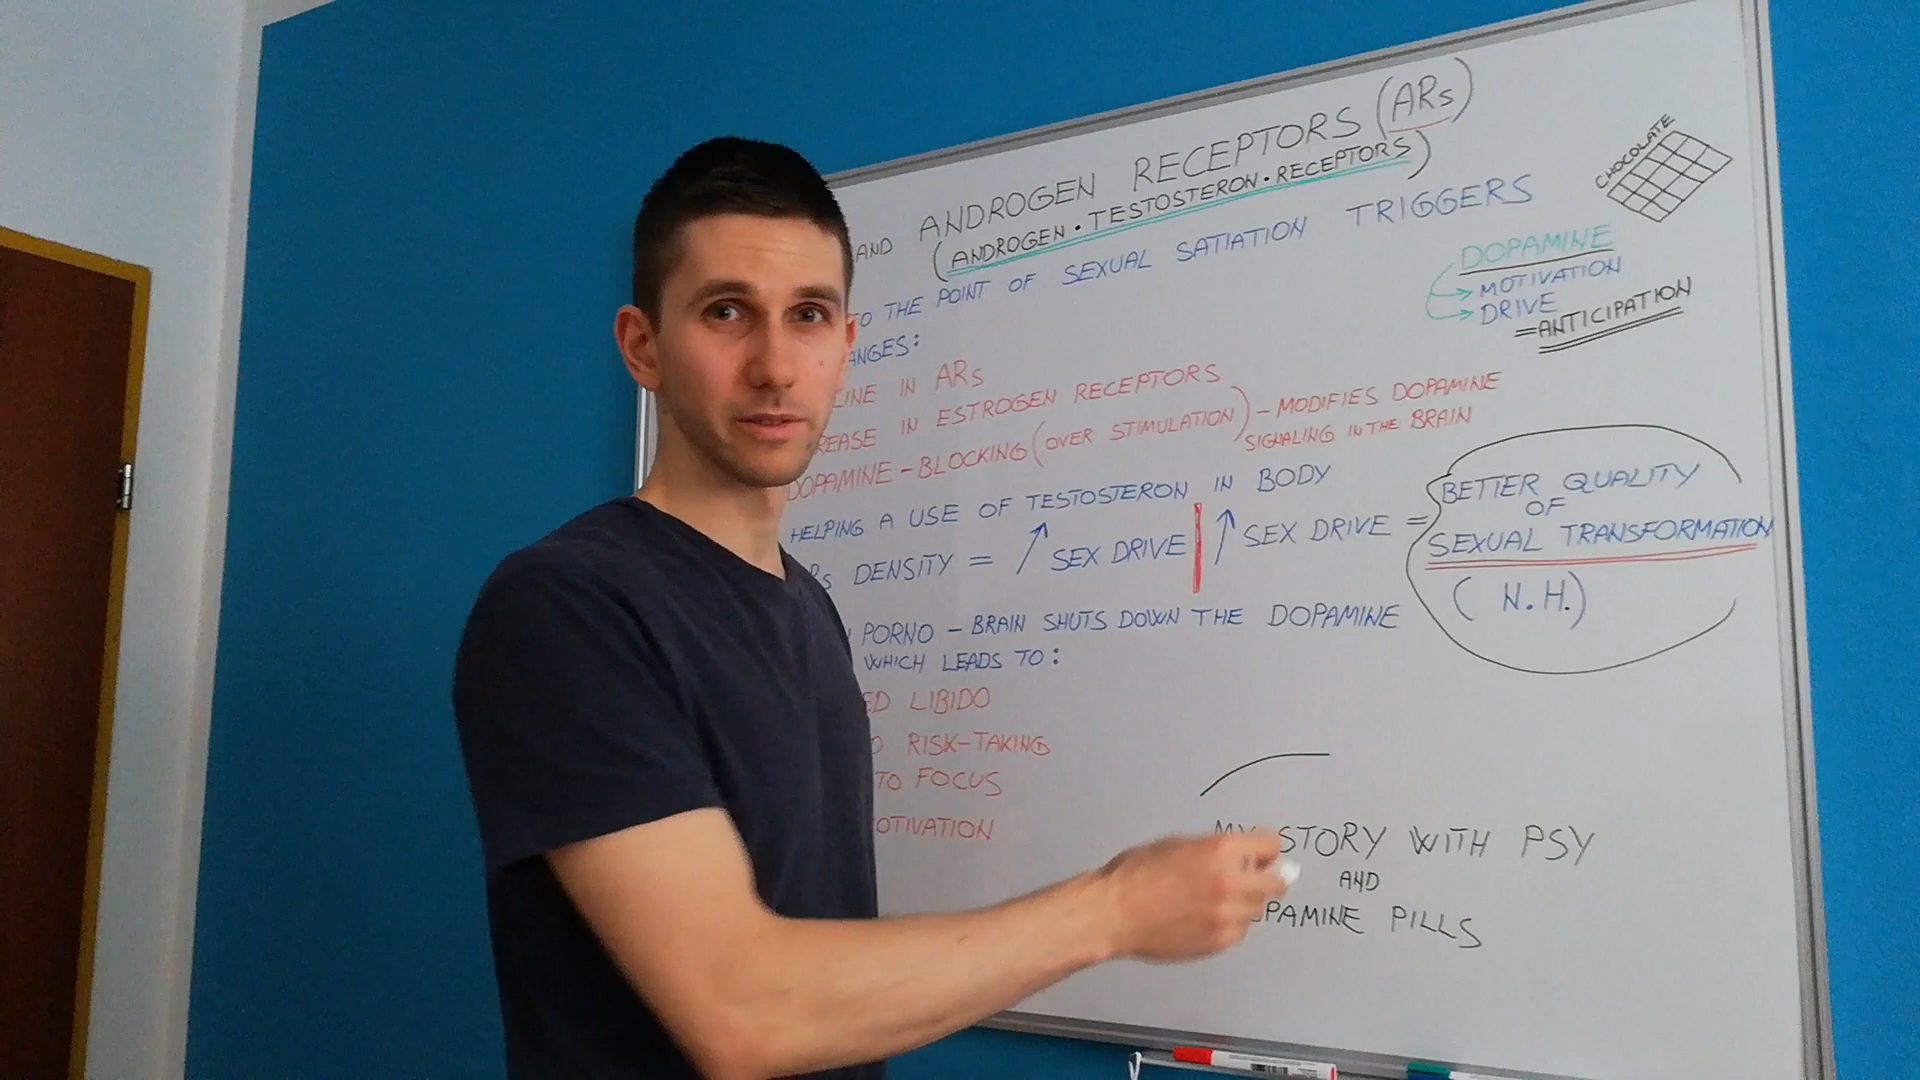 AND ANDROGEN RECEPTORS (ARs)
(ANDROGEN · TESTOSTERON · RECEPTORS)
TO THE POINT OF SEXUAL SATIATION TRIGGERS
ANGES:
LINE IN ARs
REASE IN ESTROGEN RECEPTORS
DOPAMINE - BLOCKING (OVER STIMULATION) - MODIFIES DOPAMINE
SIGNALING IN THE BRAIN
HELPING A USE OF TESTOSTERON IN BODY
Rs DENSITY = ↑ SEX DRIVE | ↑ SEX DRIVE =
PORNO - BRAIN SHUTS DOWN THE DOPAMINE
WHICH LEADS TO:
ED LIBIDO
D RISK-TAKING
TO FOCUS
OTIVATION
CHOCOLATE
DOPAMINE
→ MOTIVATION
→ DRIVE
= ANTICIPATION
BETTER QUALITY
OF
SEXUAL TRANSFORMATION
(N.H.)
MY STORY WITH PSY
AND
PAMINE PILLS